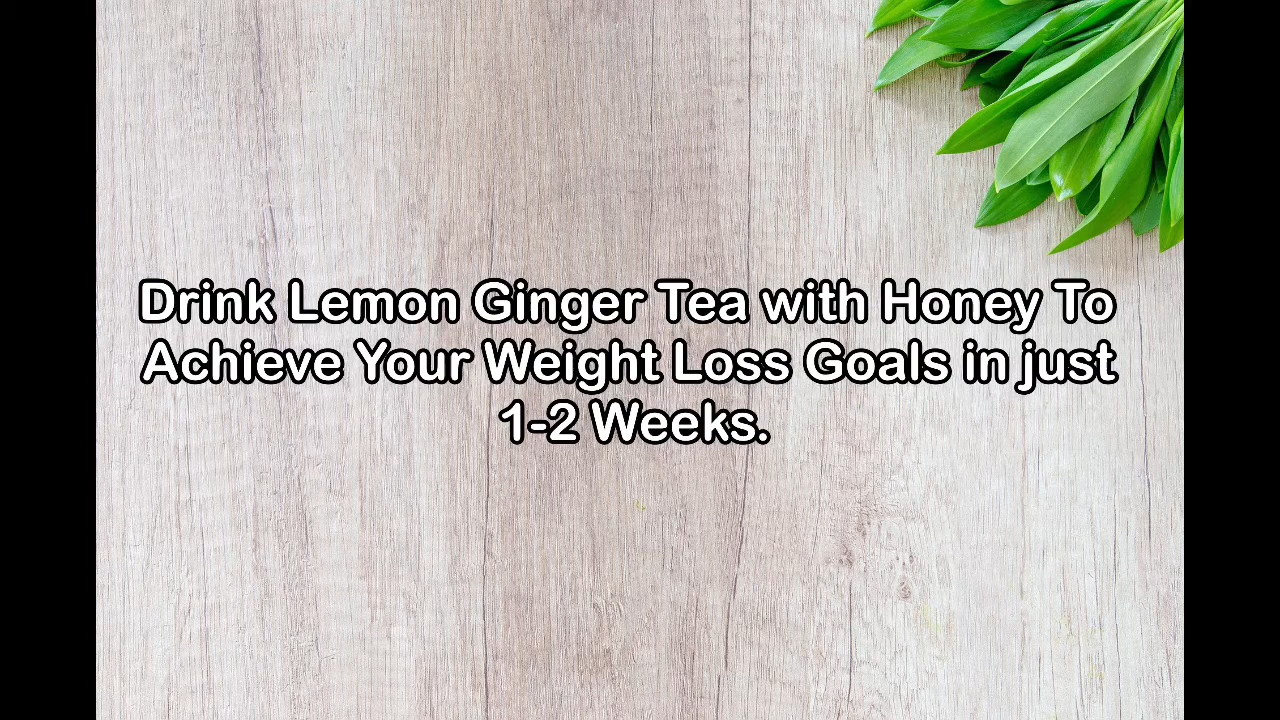 Drink Lemon Ginger Tea with Honey To
Achieve Your Weight Loss Goals in just
1-2 Weeks.